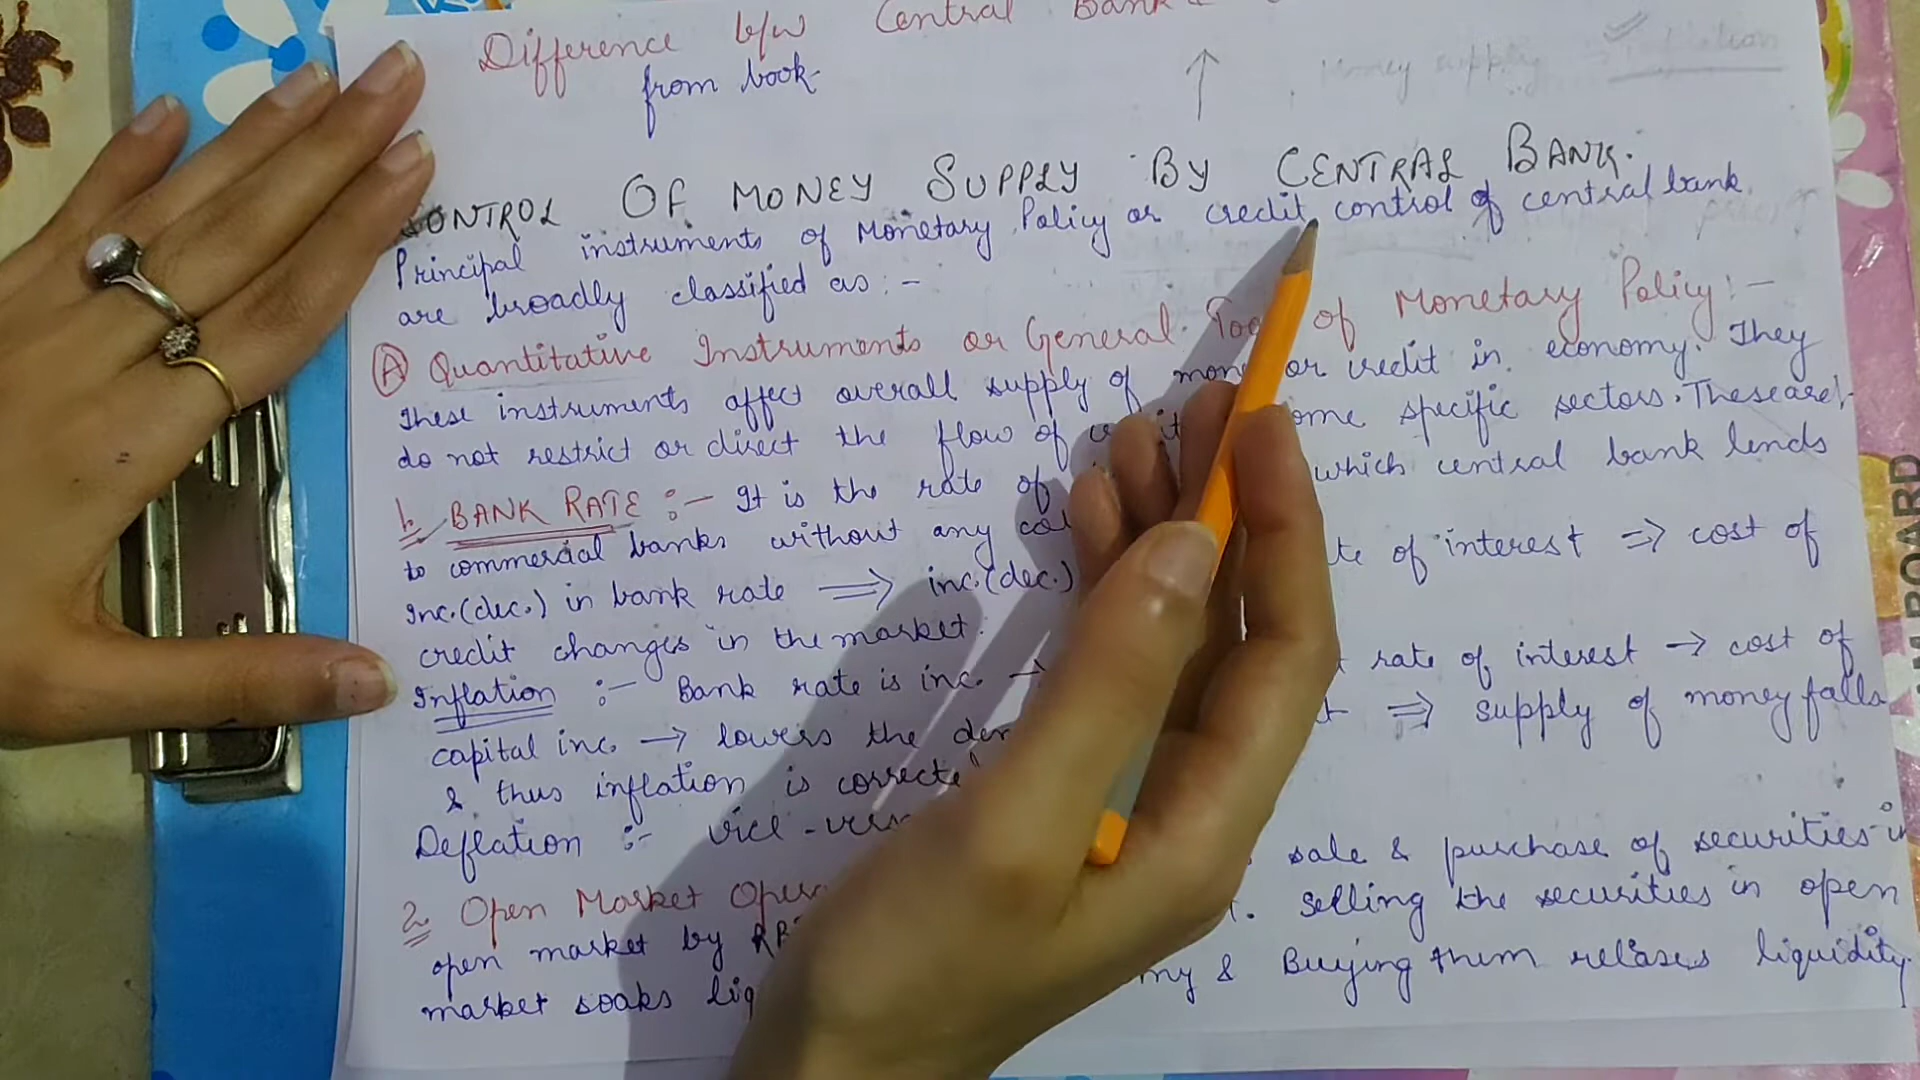 Difference b/w Central Bank &
from book-
Money supply inflation
CONTROL OF MONEY SUPPLY BY CENTRAL BANK.
Principal instruments of Monetary Policy or credit control of central bank
are broadly classified as :-
(A) Quantitative Instruments or General of Monetary Policy :-
These instruments affect overall supply of or credit in economy. They
do not restrict or direct the flow of specific sectors. These are :-
1. BANK RATE :- It is the rate of which central bank lends
to commercial banks without any
Inc.(dec.) in bank rate ⇒ inc.(dec.) of interest ⇒ cost of
credit changes in the market.
Inflation :- Bank rate is inc. → rate of interest → cost of
capital inc. → lowers the ⇒ supply of money falls
& thus inflation is
Deflation :- vice-
2. Open Market sale & purchase of securities in
open market by selling the securities in open
market soaks & Buying them releases liquidity.
BOARD